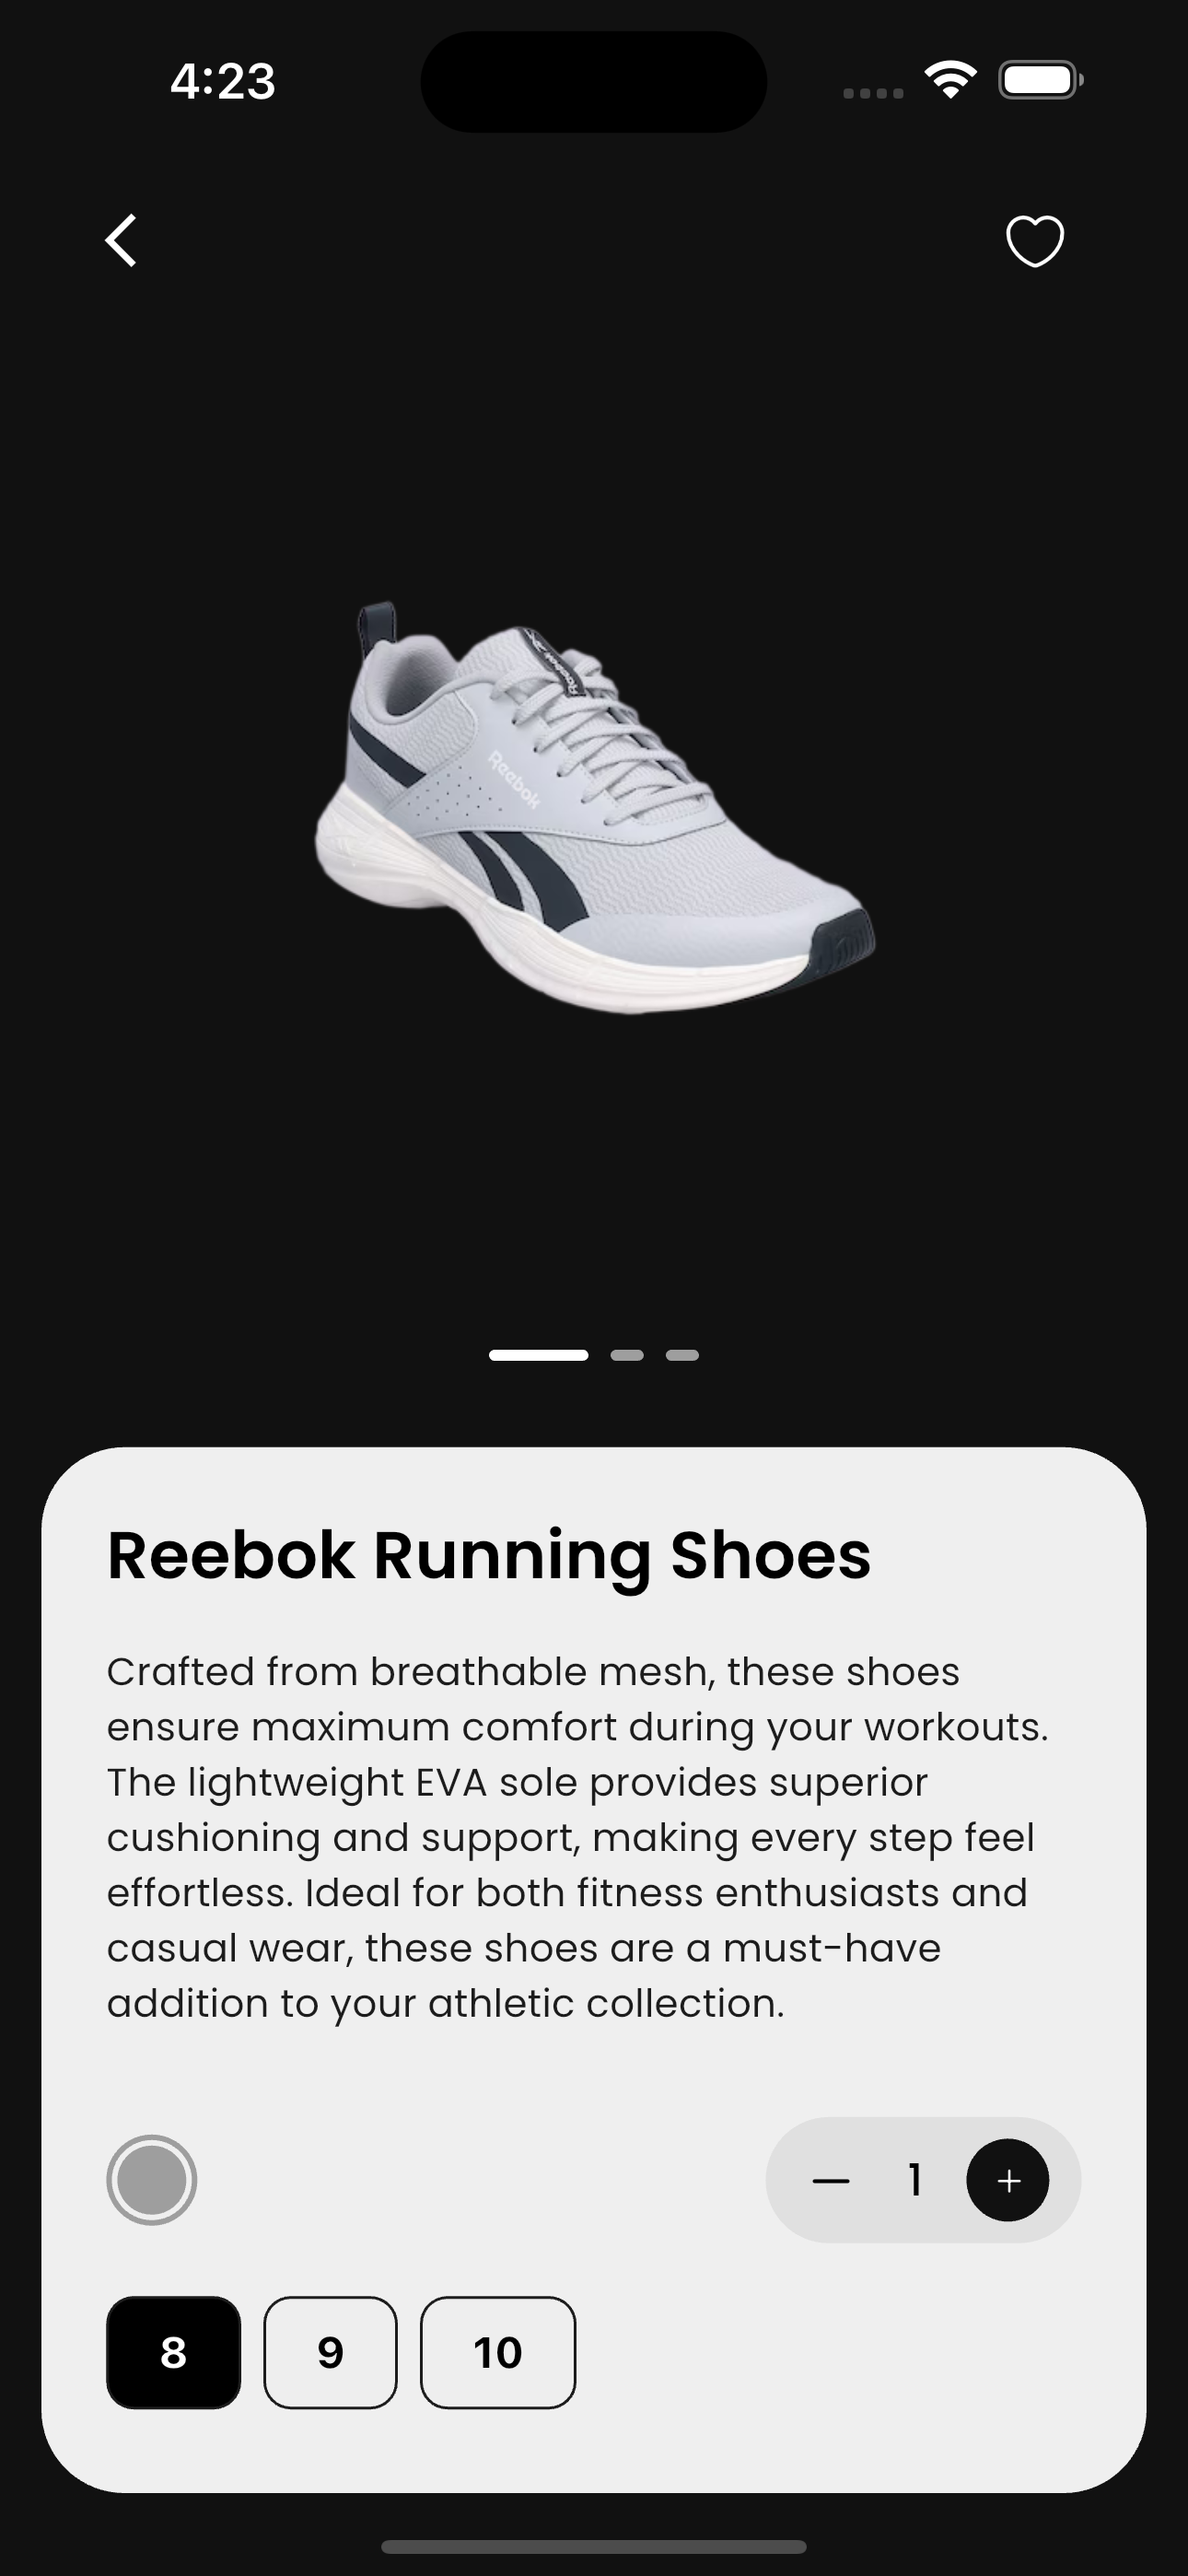 4:23
Reebok
Reebok
Reebok Running Shoes
Crafted from breathable mesh, these shoes
ensure maximum comfort during your workouts.
The lightweight EVA sole provides superior
cushioning and support, making every step feel
effortless. Ideal for both fitness enthusiasts and
casual wear, these shoes are a must-have
addition to your athletic collection.
1
8
9
10